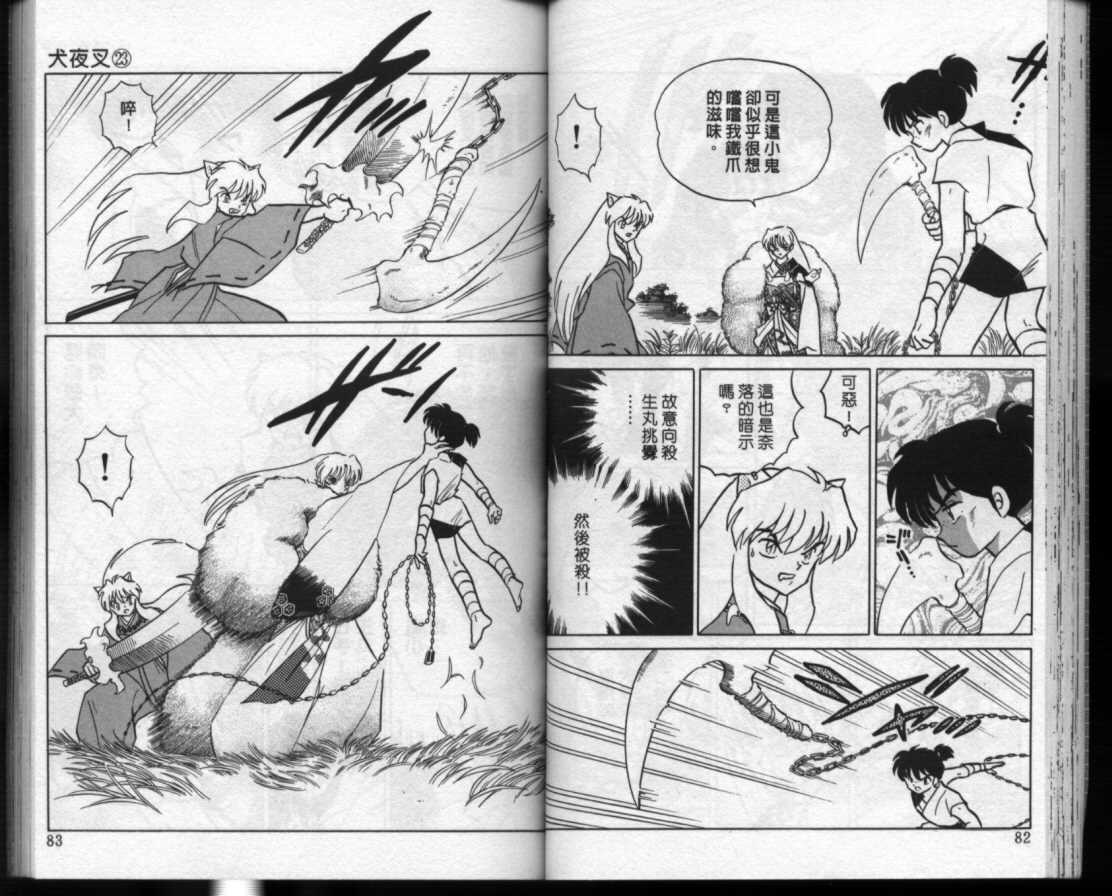 可是這小鬼
卻似乎很想
嚐嚐我鐵爪
的滋味。
！
可惡！
這也是奈
落的暗示
嗎？
故意向殺
生丸挑釁
……
然後被殺!!
82
犬夜叉㉓
啐！
！
83